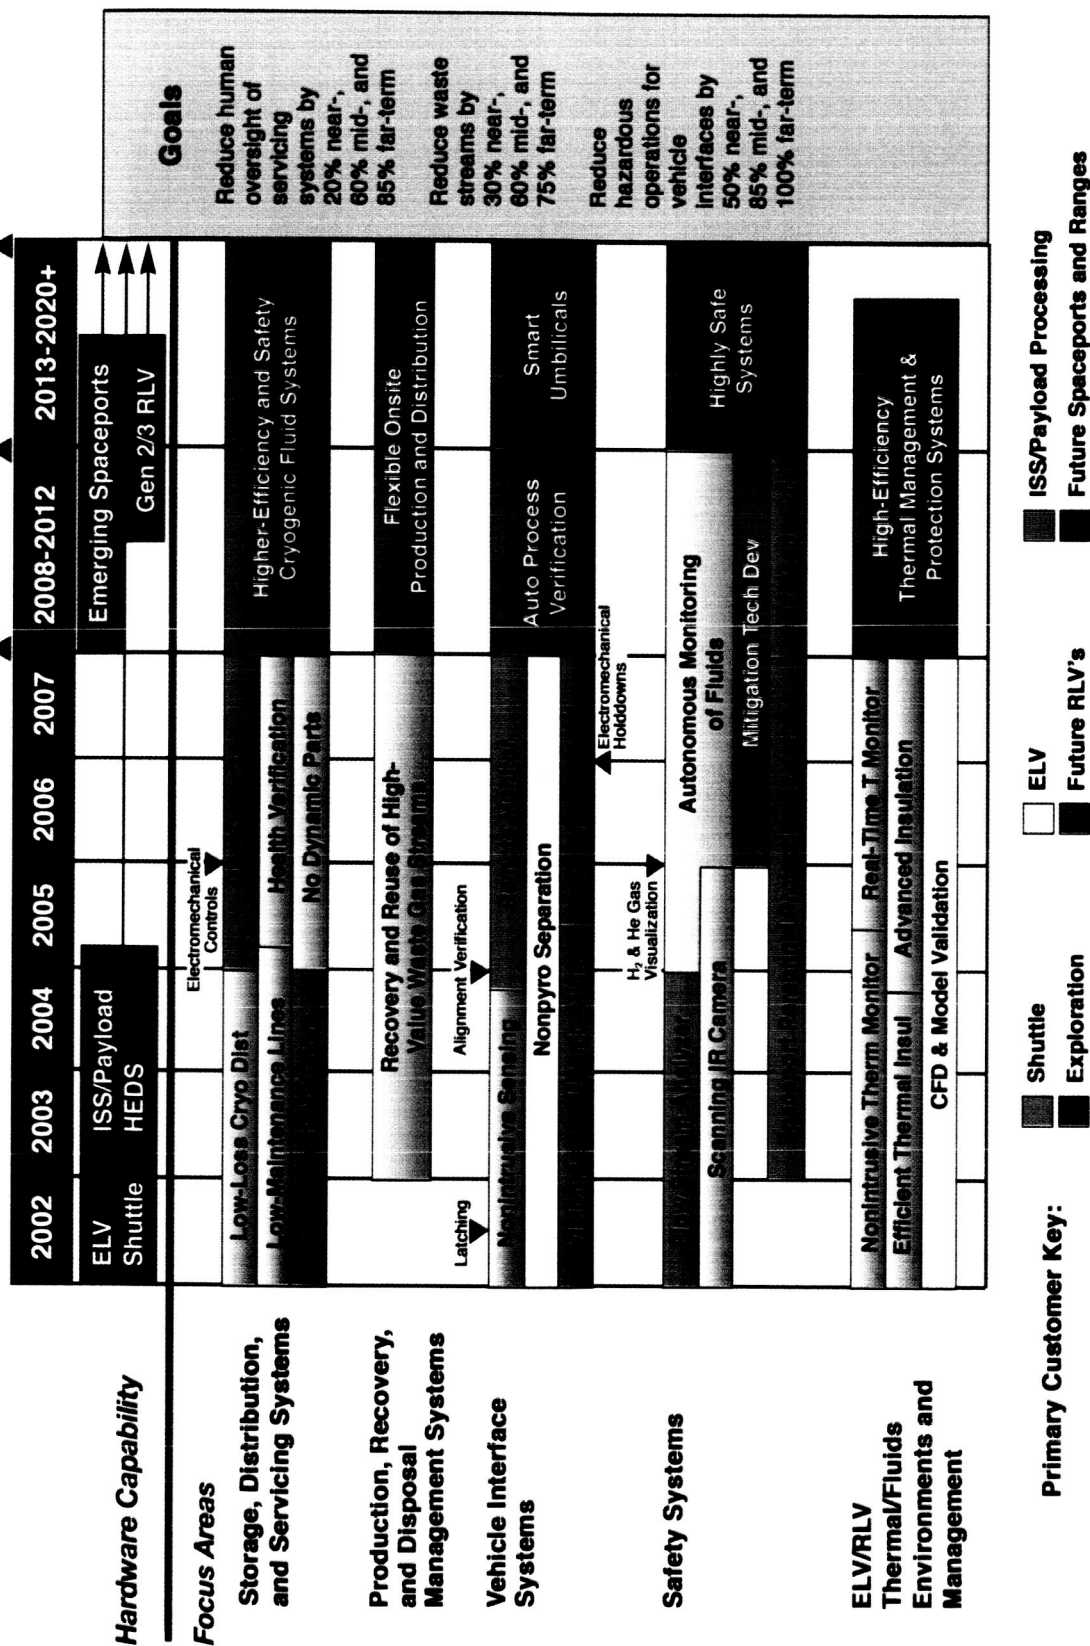 2002 2003 2004 2005 2006 2007 2008-2012 2013-2020+
Hardware Capability
ELV ISS/Payload
Shuttle HEDS
Emerging Spaceports
Gen 2/3 RLV
Goals
Reduce human
oversight of
servicing
systems by
20% near-,
60% mid-, and
85% far-term
Reduce waste
streams by
30% near-,
60% mid-, and
75% far-term
Reduce
hazardous
operations for
vehicle
interfaces by
50% near-,
85% mid-, and
100% far-term
Focus Areas
Storage, Distribution,
and Servicing Systems
Electromechanical
Controls
Low-Loss Cryo Dist
Low-Maintenance Lines
Health Verification
No Dynamic Parts
Higher-Efficiency and Safety
Cryogenic Fluid Systems
Production, Recovery,
and Disposal
Management Systems
Recovery and Reuse of High-
Value Waste Gas Streams
Flexible Onsite
Production and Distribution
Vehicle Interface
Systems
Latching
Alignment Verification
Nonintrusive Sensing
Nonpyro Separation
Auto Process
Verification
Smart
Umbilicals
Electromechanical
Holddowns
Safety Systems
H₂ & He Gas
Visualization
Scanning IR Camera
Autonomous Monitoring
of Fluids
Mitigation Tech Dev
Highly Safe
Systems
ELV/RLV
Thermal/Fluids
Environments and
Management
Nonintrusive Therm Monitor
Real-Time T Monitor
Efficient Thermal Insul
Advanced Insulation
CFD & Model Validation
High-Efficiency
Thermal Management &
Protection Systems
Primary Customer Key:
Shuttle
ELV
ISS/Payload Processing
Exploration
Future RLV's
Future Spaceports and Ranges